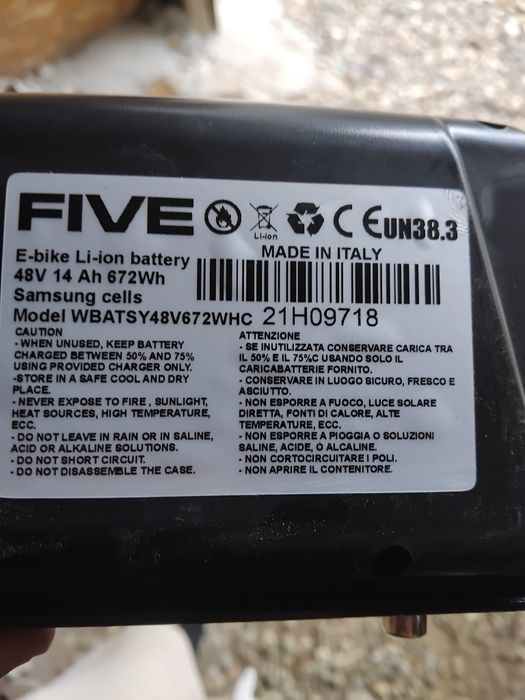 FIVE
Li-ion
CE UN38.3
E-bike Li-ion battery
MADE IN ITALY
48V 14 Ah 672Wh
Samsung cells
Model WBATSY48V672WHC 21H09718
CAUTION
- WHEN UNUSED, KEEP BATTERY
CHARGED BETWEEN 50% AND 75%
USING PROVIDED CHARGER ONLY.
-STORE IN A SAFE COOL AND DRY
PLACE.
- NEVER EXPOSE TO FIRE , SUNLIGHT,
HEAT SOURCES, HIGH TEMPERATURE,
ECC.
- DO NOT LEAVE IN RAIN OR IN SALINE,
ACID OR ALKALINE SOLUTIONS.
- DO NOT SHORT CIRCUIT.
- DO NOT DISASSEMBLE THE CASE.
ATTENZIONE
- SE INUTILIZZATA CONSERVARE CARICA TRA
IL 50% E IL 75%C USANDO SOLO IL
CARICABATTERIE FORNITO.
- CONSERVARE IN LUOGO SICURO, FRESCO E
ASCIUTTO.
- NON ESPORRE A FUOCO, LUCE SOLARE
DIRETTA, FONTI DI CALORE, ALTE
TEMPERATURE, ECC.
- NON ESPORRE A PIOGGIA O SOLUZIONI
SALINE, ACIDE, O ALCALINE.
- NON CORTOCIRCUITARE I POLI.
- NON APRIRE IL CONTENITORE.